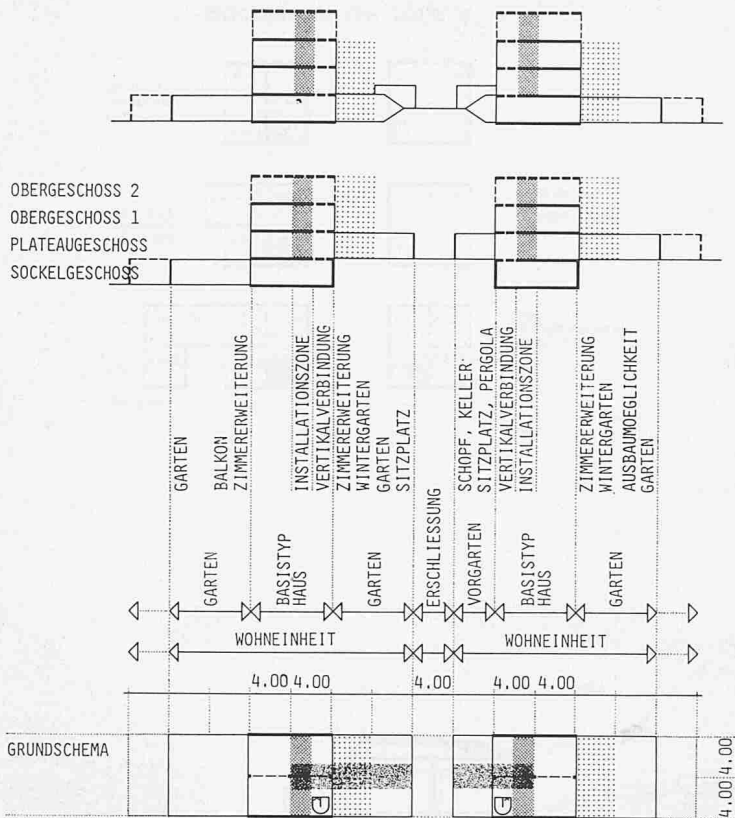 OBERGESCHOSS 2
OBERGESCHOSS 1
PLATEAUGESCHOSS
SOCKELGESCHOSS
GARTEN
BALKON
ZIMMERERWEITERUNG
INSTALLATIONSZONE
VERTIKALVERBINDUNG
ZIMMERERWEITERUNG
WINTERGARTEN
GARTEN
SITZPLATZ
SCHOPF, KELLER
SITZPLATZ, PERGOLA
VERTIKALVERBINDUNG
INSTALLATIONSZONE
ZIMMERERWEITERUNG
WINTERGARTEN
AUSBAUMOEGLICHKEIT
GARTEN
GARTEN
BASISTYP
HAUS
GARTEN
ERSCHLIESSUNG
VORGARTEN
BASISTYP
HAUS
GARTEN
WOHNEINHEIT
WOHNEINHEIT
4.00 4.00 4.00 4.00 4.00
GRUNDSCHEMA
4.00 4.00